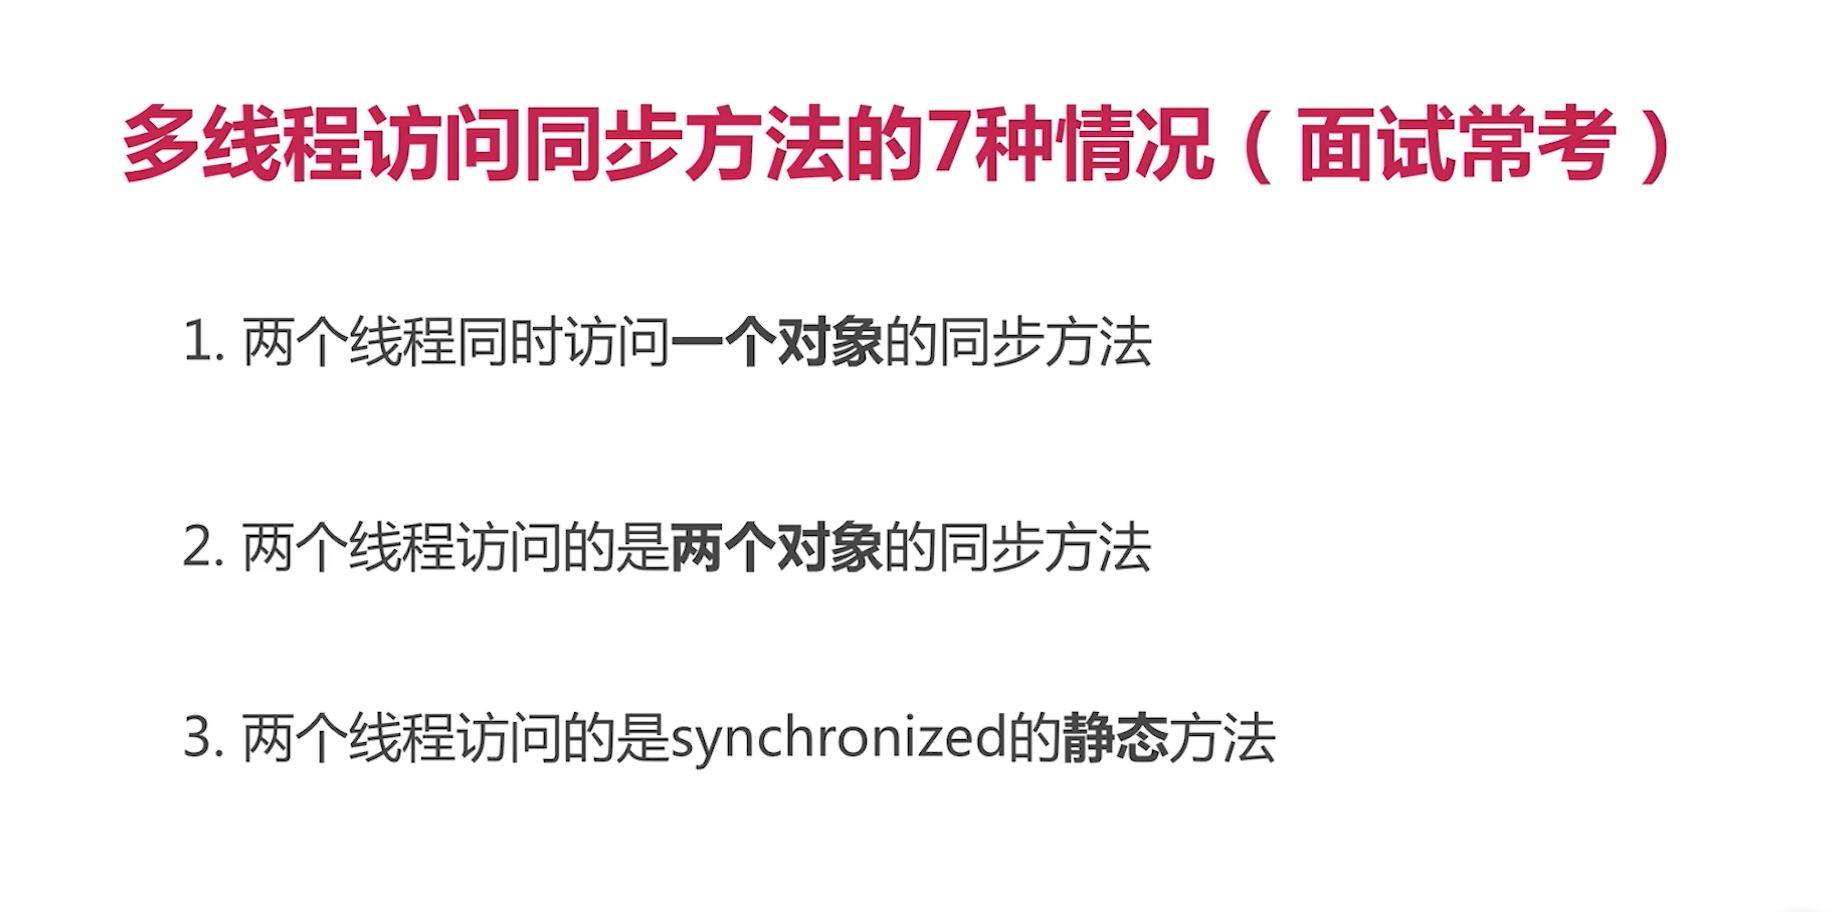 多线程访问同步方法的7种情况（面试常考）
1. 两个线程同时访问一个对象的同步方法
2. 两个线程访问的是两个对象的同步方法
3. 两个线程访问的是synchronized的静态方法